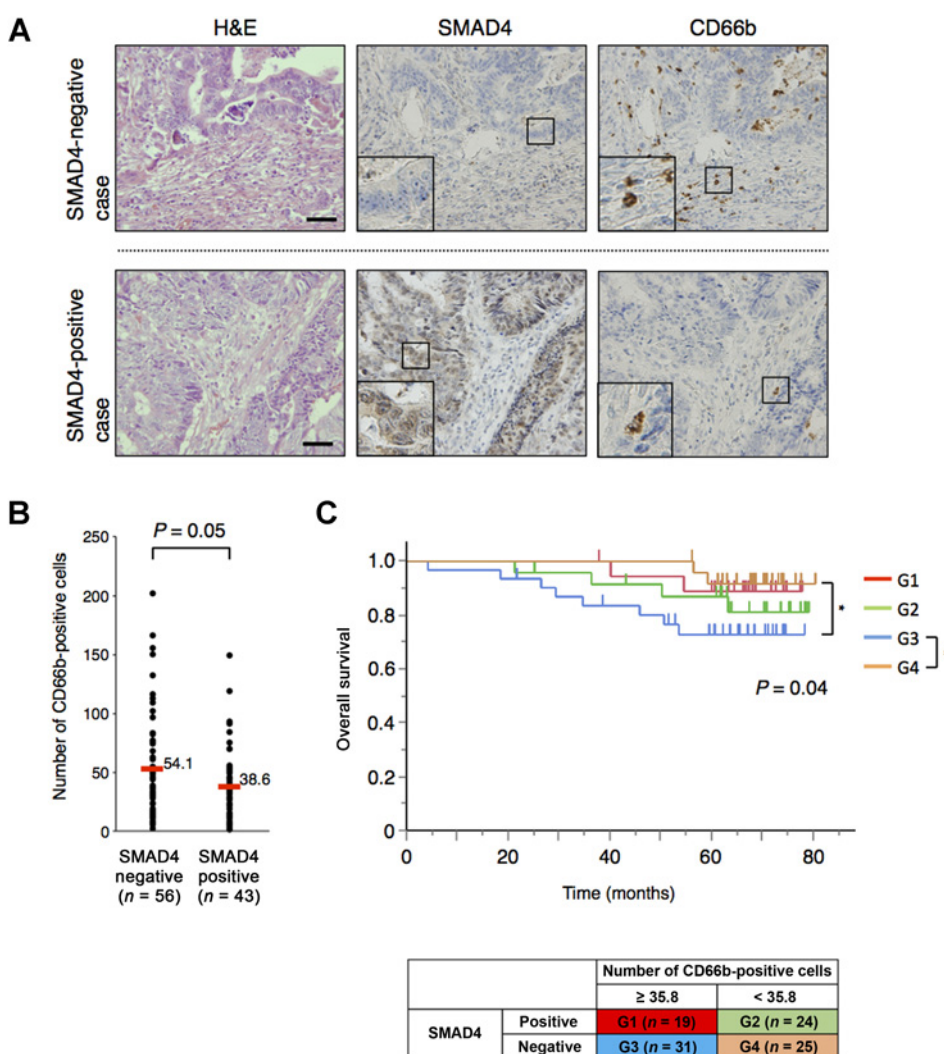 A
H&E
SMAD4
CD66b
SMAD4-negative
case
SMAD4-positive
case
B
P = 0.05
Number of CD66b-positive cells
250
200
150
100
50
0
54.1
38.6
SMAD4
negative
(n = 56)
SMAD4
positive
(n = 43)
C
Overall survival
1.0
0.8
0.6
0.4
0.2
0
0
20
40
60
80
Time (months)
*
P = 0.04
G1
G2
G3
G4
Number of CD66b-positive cells
≥ 35.8
< 35.8
SMAD4
Positive
G1 (n = 19)
G2 (n = 24)
Negative
G3 (n = 31)
G4 (n = 25)